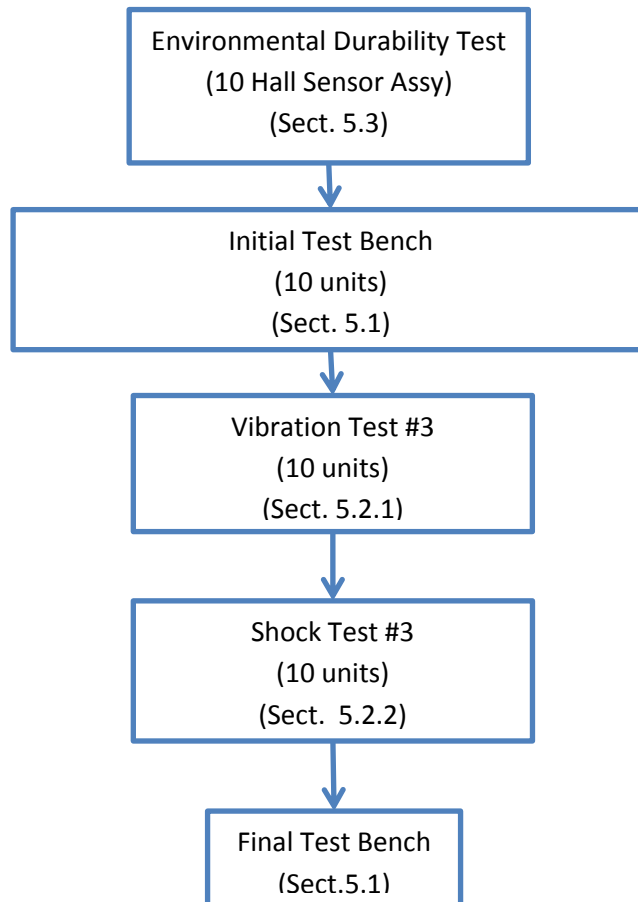 Environmental Durability Test
(10 Hall Sensor Assy)
(Sect. 5.3)
Initial Test Bench
(10 units)
(Sect. 5.1)
Vibration Test #3
(10 units)
(Sect. 5.2.1)
Shock Test #3
(10 units)
(Sect.  5.2.2)
Final Test Bench
(Sect.5.1)